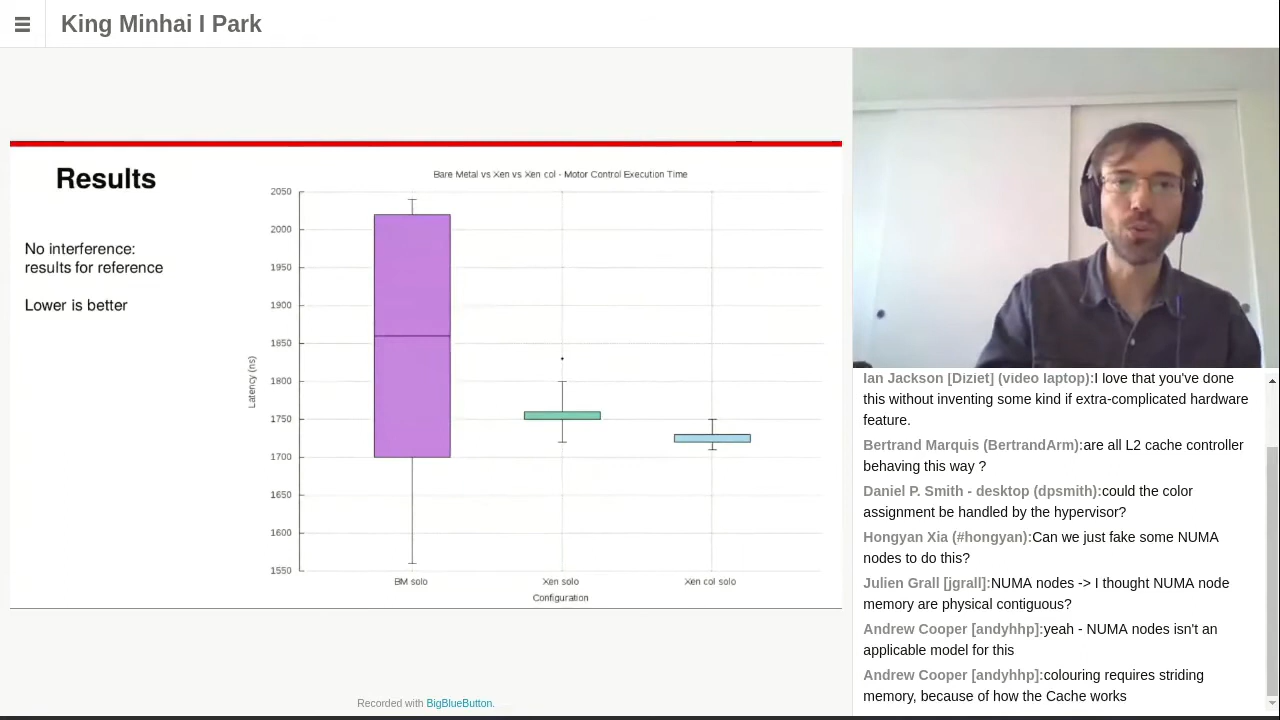 King Minhai I Park
Results
No interference:
results for reference
Lower is better
Bare Metal vs Xen vs Xen col - Motor Control Execution Time
2050
2000
1950
1900
1850
1800
1750
1700
1650
1600
1550
Latency (ns)
BM solo
Xen solo
Xen col solo
Configuration
Recorded with BigBlueButton.
Ian Jackson [Diziet] (video laptop):I love that you've done
this without inventing some kind if extra-complicated hardware
feature.
Bertrand Marquis (BertrandArm):are all L2 cache controller
behaving this way ?
Daniel P. Smith - desktop (dpsmith):could the color
assignment be handled by the hypervisor?
Hongyan Xia (#hongyan):Can we just fake some NUMA
nodes to do this?
Julien Grall [jgrall]:NUMA nodes -> I thought NUMA node
memory are physical contiguous?
Andrew Cooper [andyhhp]:yeah - NUMA nodes isn't an
applicable model for this
Andrew Cooper [andyhhp]:colouring requires striding
memory, because of how the Cache works